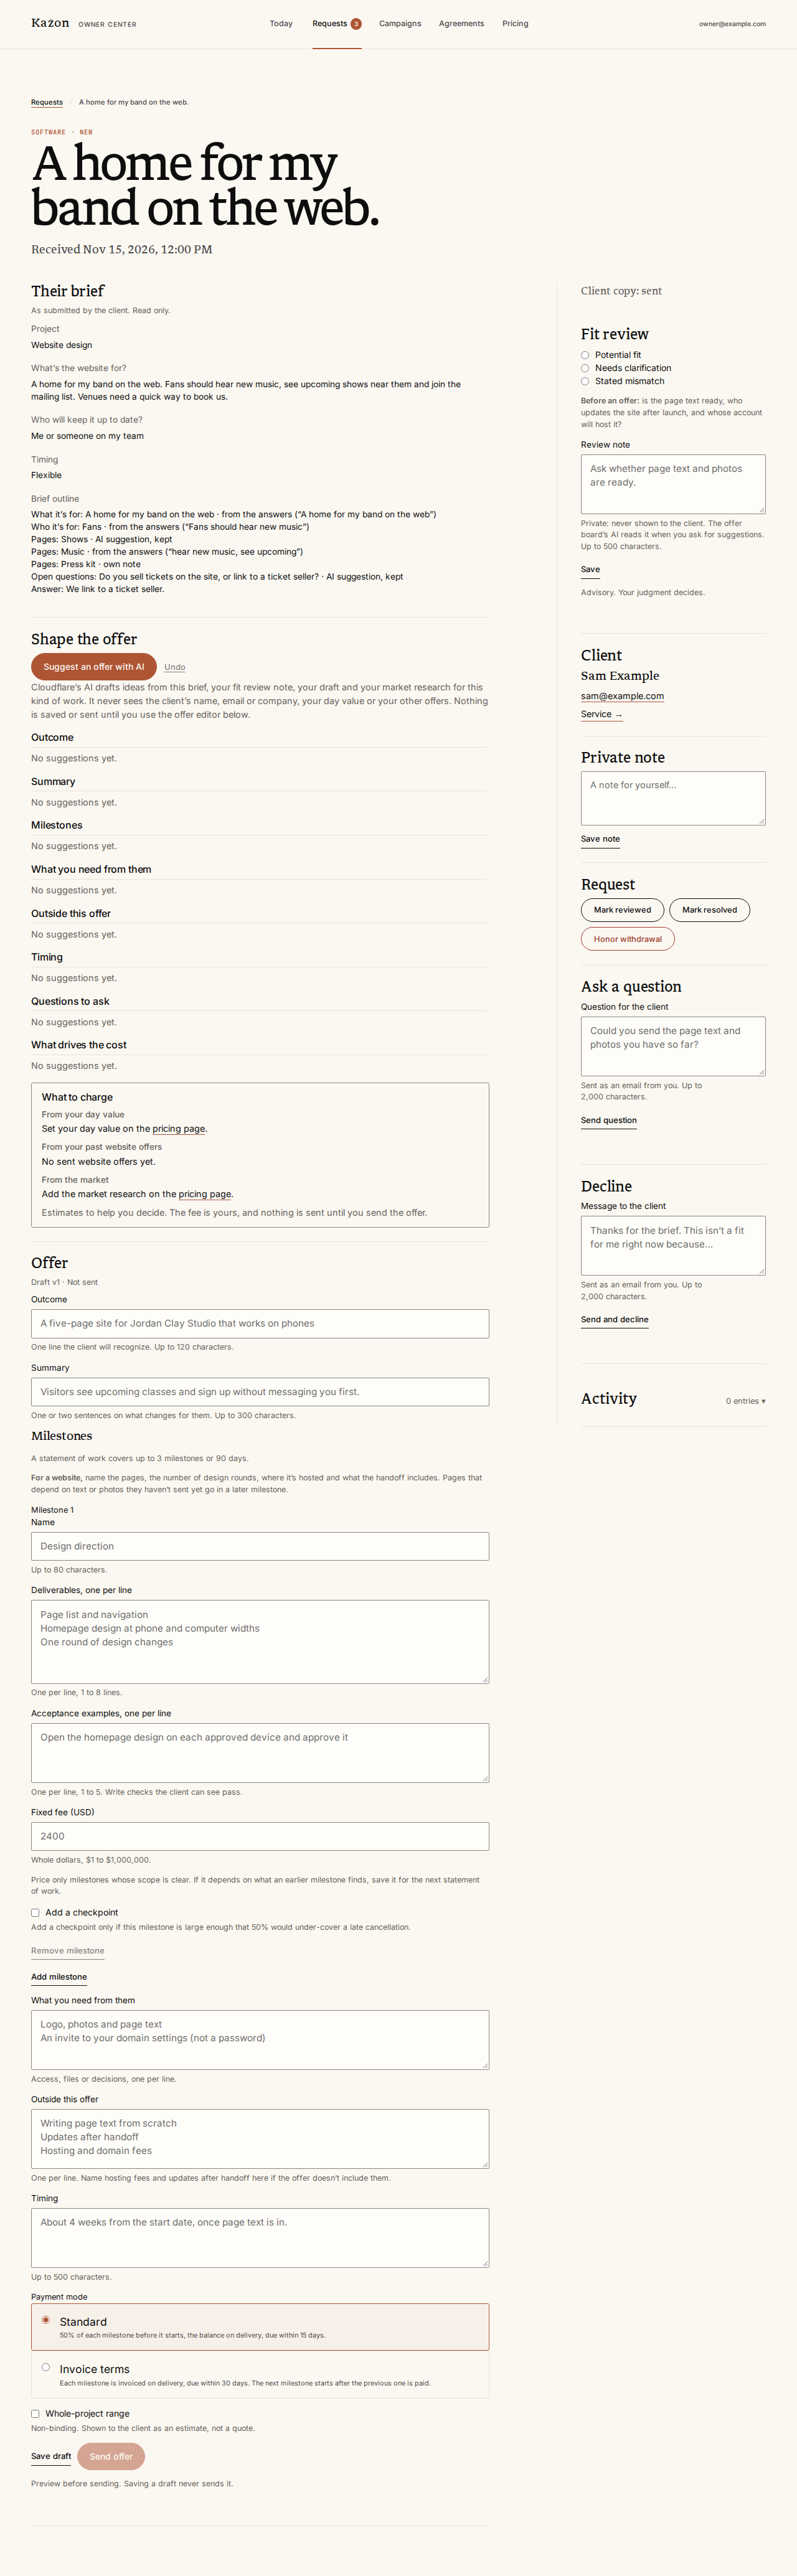 Kazon OWNER CENTER
Today
Requests 3
Campaigns
Agreements
Pricing
owner@example.com
Requests
A home for my band on the web.
SOFTWARE · NEW
A home for my
band on the web.
Received Nov 15, 2026, 12:00 PM
Their brief
As submitted by the client. Read only.
Project
Website design
What's the website for?
A home for my band on the web. Fans should hear new music, see upcoming shows near them and join the
mailing list. Venues need a quick way to book us.
Who will keep it up to date?
Me or someone on my team
Timing
Flexible
Brief outline
What it's for: A home for my band on the web · from the answers (“A home for my band on the web”)
Who it's for: Fans · from the answers (“Fans should hear new music”)
Pages: Shows · AI suggestion, kept
Pages: Music · from the answers (“hear new music, see upcoming”)
Pages: Press kit · own note
Open questions: Do you sell tickets on the site, or link to a ticket seller? · AI suggestion, kept
Answer: We link to a ticket seller.
Shape the offer
Suggest an offer with AI
Undo
Cloudflare's AI drafts ideas from this brief, your fit review note, your draft and your market research for this
kind of work. It never sees the client's name, email or company, your day value or your other offers. Nothing
is saved or sent until you use the offer editor below.
Outcome
No suggestions yet.
Summary
No suggestions yet.
Milestones
No suggestions yet.
What you need from them
No suggestions yet.
Outside this offer
No suggestions yet.
Timing
No suggestions yet.
Questions to ask
No suggestions yet.
What drives the cost
No suggestions yet.
What to charge
From your day value
Set your day value on the pricing page.
From your past website offers
No sent website offers yet.
From the market
Add the market research on the pricing page.
Estimates to help you decide. The fee is yours, and nothing is sent until you send the offer.
Offer
Draft v1 · Not sent
Outcome
A five-page site for Jordan Clay Studio that works on phones
One line the client will recognize. Up to 120 characters.
Summary
Visitors see upcoming classes and sign up without messaging you first.
One or two sentences on what changes for them. Up to 300 characters.
Milestones
A statement of work covers up to 3 milestones or 90 days.
For a website, name the pages, the number of design rounds, where it's hosted and what the handoff includes. Pages that
depend on text or photos they haven't sent yet go in a later milestone.
Milestone 1
Name
Design direction
Up to 80 characters.
Deliverables, one per line
Page list and navigation
Homepage design at phone and computer widths
One round of design changes
One per line, 1 to 8 lines.
Acceptance examples, one per line
Open the homepage design on each approved device and approve it
One per line, 1 to 5. Write checks the client can see pass.
Fixed fee (USD)
2400
Whole dollars, $1 to $1,000,000.
Price only milestones whose scope is clear. If it depends on what an earlier milestone finds, save it for the next statement
of work.
Add a checkpoint
Add a checkpoint only if this milestone is large enough that 50% would under-cover a late cancellation.
Remove milestone
Add milestone
What you need from them
Logo, photos and page text
An invite to your domain settings (not a password)
Access, files or decisions, one per line.
Outside this offer
Writing page text from scratch
Updates after handoff
Hosting and domain fees
One per line. Name hosting fees and updates after handoff here if the offer doesn't include them.
Timing
About 4 weeks from the start date, once page text is in.
Up to 500 characters.
Payment mode
Standard
50% of each milestone before it starts, the balance on delivery, due within 15 days.
Invoice terms
Each milestone is invoiced on delivery, due within 30 days. The next milestone starts after the previous one is paid.
Whole-project range
Non-binding. Shown to the client as an estimate, not a quote.
Save draft
Send offer
Preview before sending. Saving a draft never sends it.
Client copy: sent
Fit review
Potential fit
Needs clarification
Stated mismatch
Before an offer: is the page text ready, who
updates the site after launch, and whose account
will host it?
Review note
Ask whether page text and photos
are ready.
Private: never shown to the client. The offer
board's AI reads it when you ask for suggestions.
Up to 500 characters.
Save
Advisory. Your judgment decides.
Client
Sam Example
sam@example.com
Service →
Private note
A note for yourself...
Save note
Request
Mark reviewed
Mark resolved
Honor withdrawal
Ask a question
Question for the client
Could you send the page text and
photos you have so far?
Sent as an email from you. Up to
2,000 characters.
Send question
Decline
Message to the client
Thanks for the brief. This isn't a fit
for me right now because...
Sent as an email from you. Up to
2,000 characters.
Send and decline
Activity
0 entries ▾